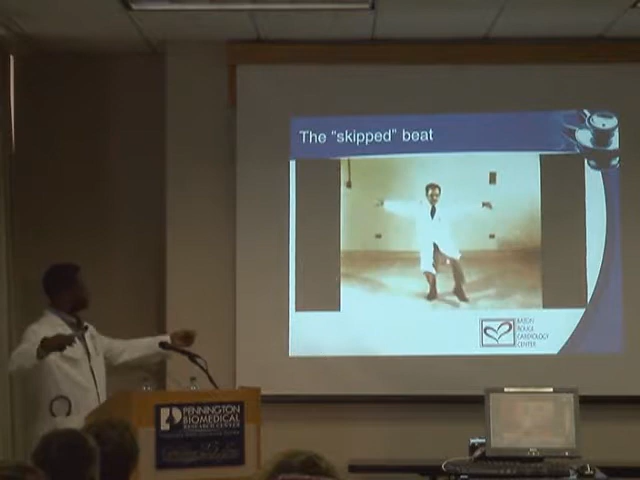 The "skipped" beat
BATON
ROUGE
CARDIOLOGY
CENTER
PENNINGTON
BIOMEDICAL
RESEARCH CENTER